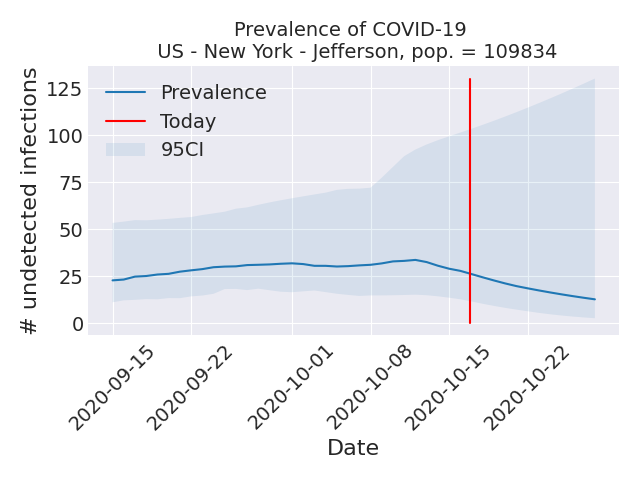 Prevalence of COVID-19
US - New York - Jefferson, pop. = 109834
# undetected infections
125
100
75
50
25
0
Prevalence
Today
95CI
2020-09-15
2020-09-22
2020-10-01
2020-10-08
2020-10-15
2020-10-22
Date